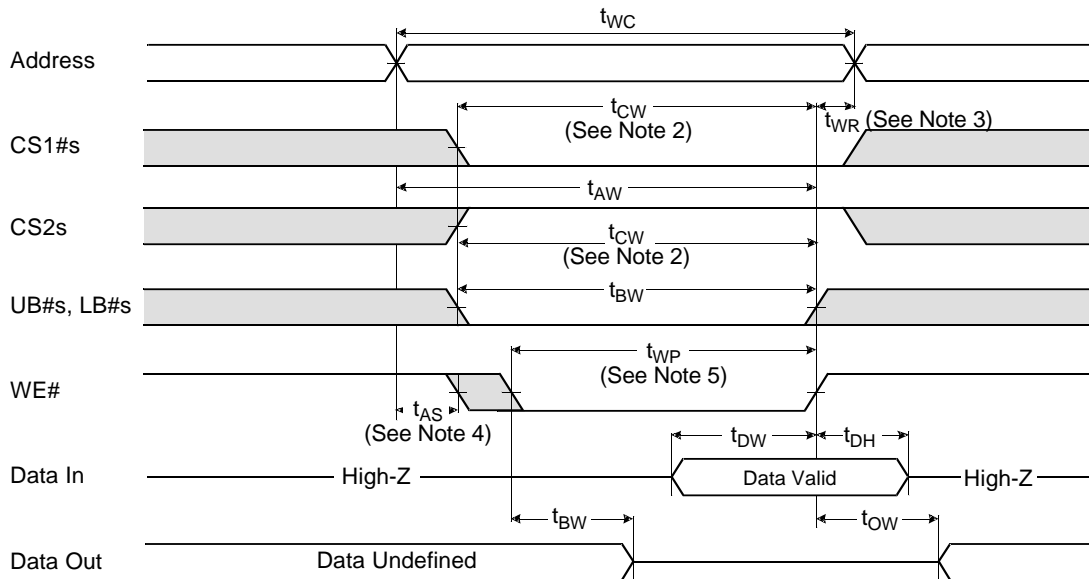 tWC
Address
tCW
(See Note 2)
tWR (See Note 3)
CS1#s
tAW
CS2s
tCW
(See Note 2)
UB#s, LB#s
tBW
tWP
(See Note 5)
WE#
tAS
(See Note 4)
tDW
tDH
Data In
High-Z
Data Valid
High-Z
tBW
tOW
Data Out
Data Undefined